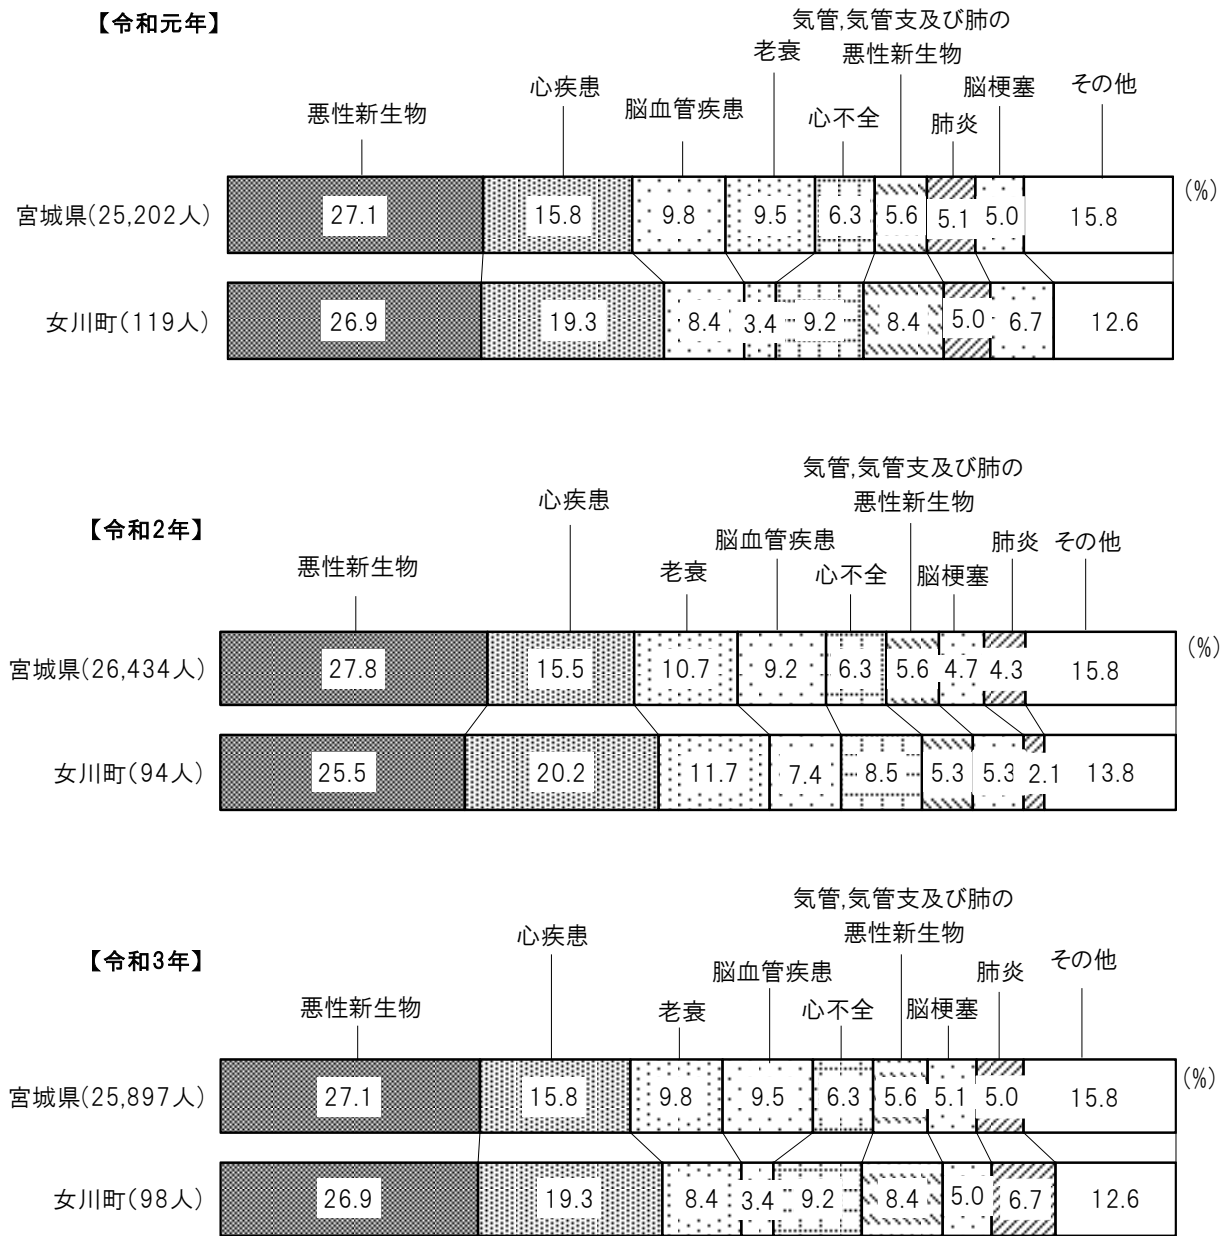 【令和元年】
気管,気管支及び肺の
悪性新生物
老衰
心疾患
脳梗塞
その他
悪性新生物
脳血管疾患
心不全
肺炎
(%)
宮城県(25,202人)
27.1
15.8
9.8
9.5
6.3
5.6
5.1
5.0
15.8
女川町(119人)
26.9
19.3
8.4
3.4
9.2
8.4
5.0
6.7
12.6
気管,気管支及び肺の
悪性新生物
心疾患
【令和2年】
脳血管疾患
肺炎
その他
悪性新生物
老衰
心不全
脳梗塞
(%)
宮城県(26,434人)
27.8
15.5
10.7
9.2
6.3
5.6
4.7
4.3
15.8
女川町(94人)
25.5
20.2
11.7
7.4
8.5
5.3
5.3
2.1
13.8
気管,気管支及び肺の
悪性新生物
心疾患
【令和3年】
脳血管疾患
肺炎
その他
悪性新生物
老衰
心不全
脳梗塞
(%)
宮城県(25,897人)
27.1
15.8
9.8
9.5
6.3
5.6
5.1
5.0
15.8
女川町(98人)
26.9
19.3
8.4
3.4
9.2
8.4
5.0
6.7
12.6